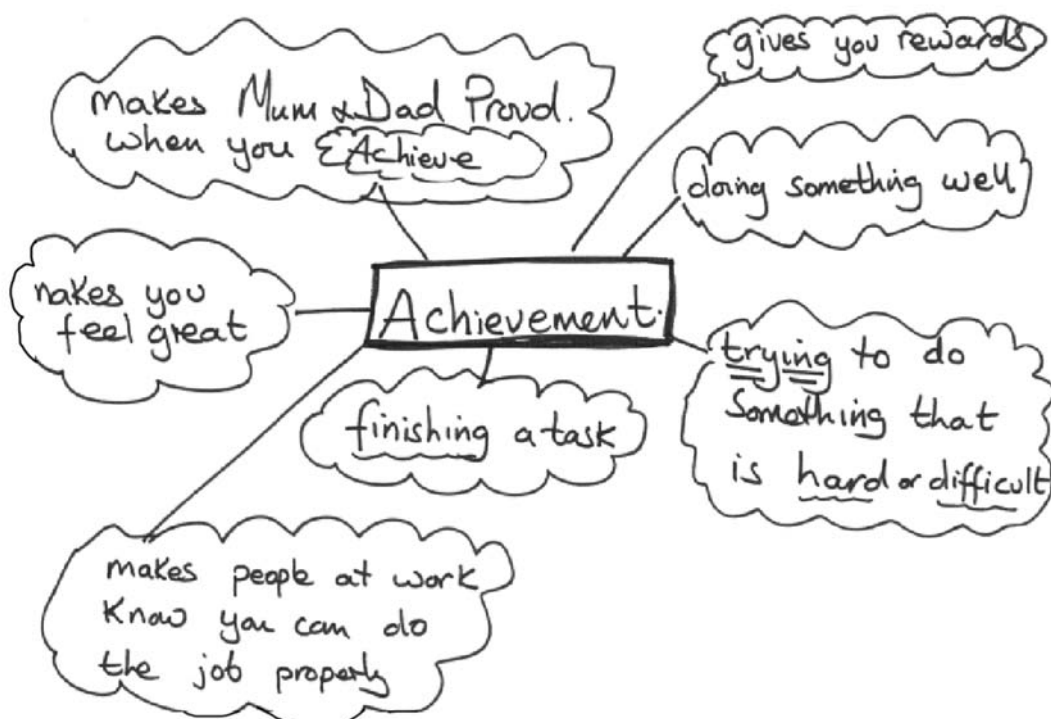 makes Mum & Dad Proud.
when you Achieve
gives you rewards
doing something well
makes you
feel great
Achievement.
trying to do
Something that
is hard or difficult
finishing a task
makes people at work
Know you can do
the job properly